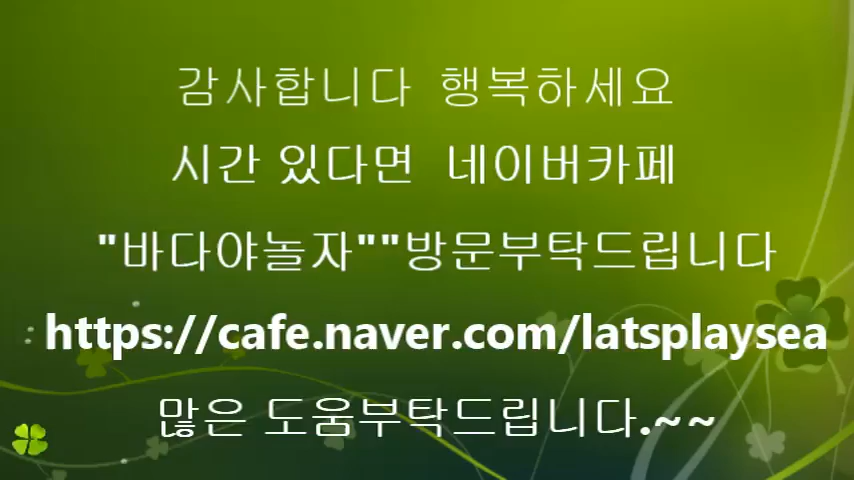 감사합니다 행복하세요
시간 있다면 네이버카페
"바다야놀자""방문부탁드립니다
https://cafe.naver.com/latsplaysea
많은 도움부탁드립니다.~~